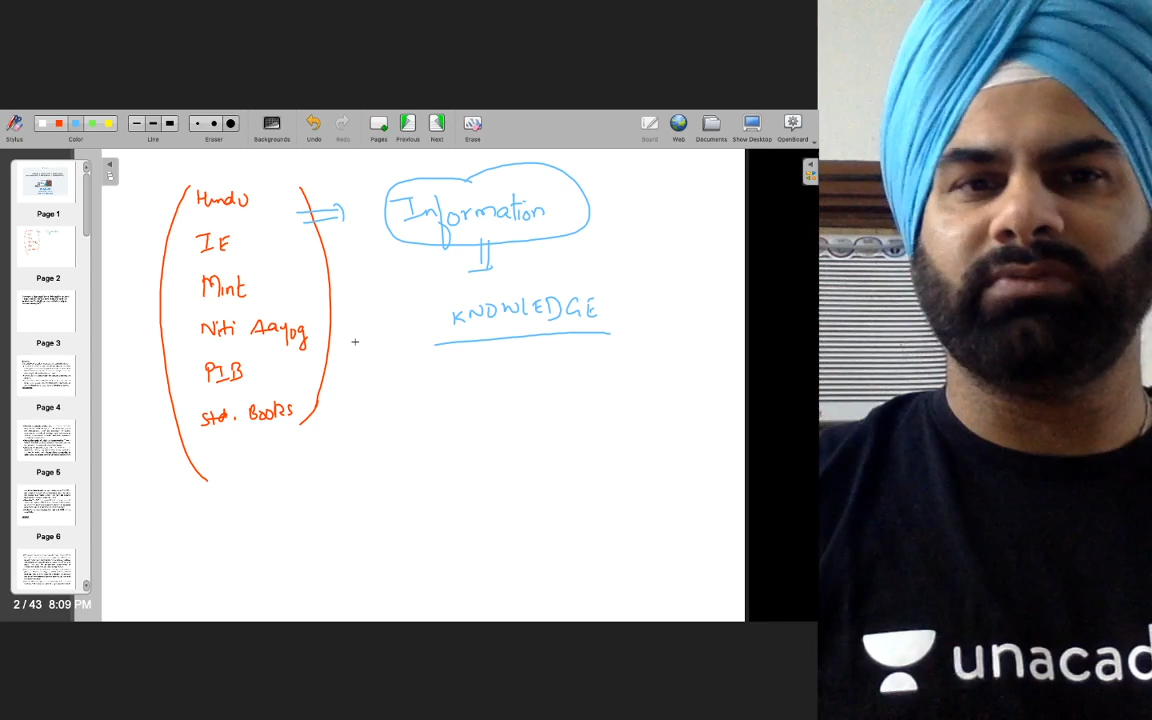 Stylus
Color
Line
Eraser
Backgrounds
Undo
Redo
Pages
Previous
Next
Erase
Board
Web
Documents
Show Desktop
OpenBoard
Page 1
Page 2
Page 3
Page 4
Page 5
Page 6
2 / 43 8:09 PM
Hindu
IE
Mint
Niti Aayog
PIB
Std. Books
Information
KNOWLEDGE
unacad